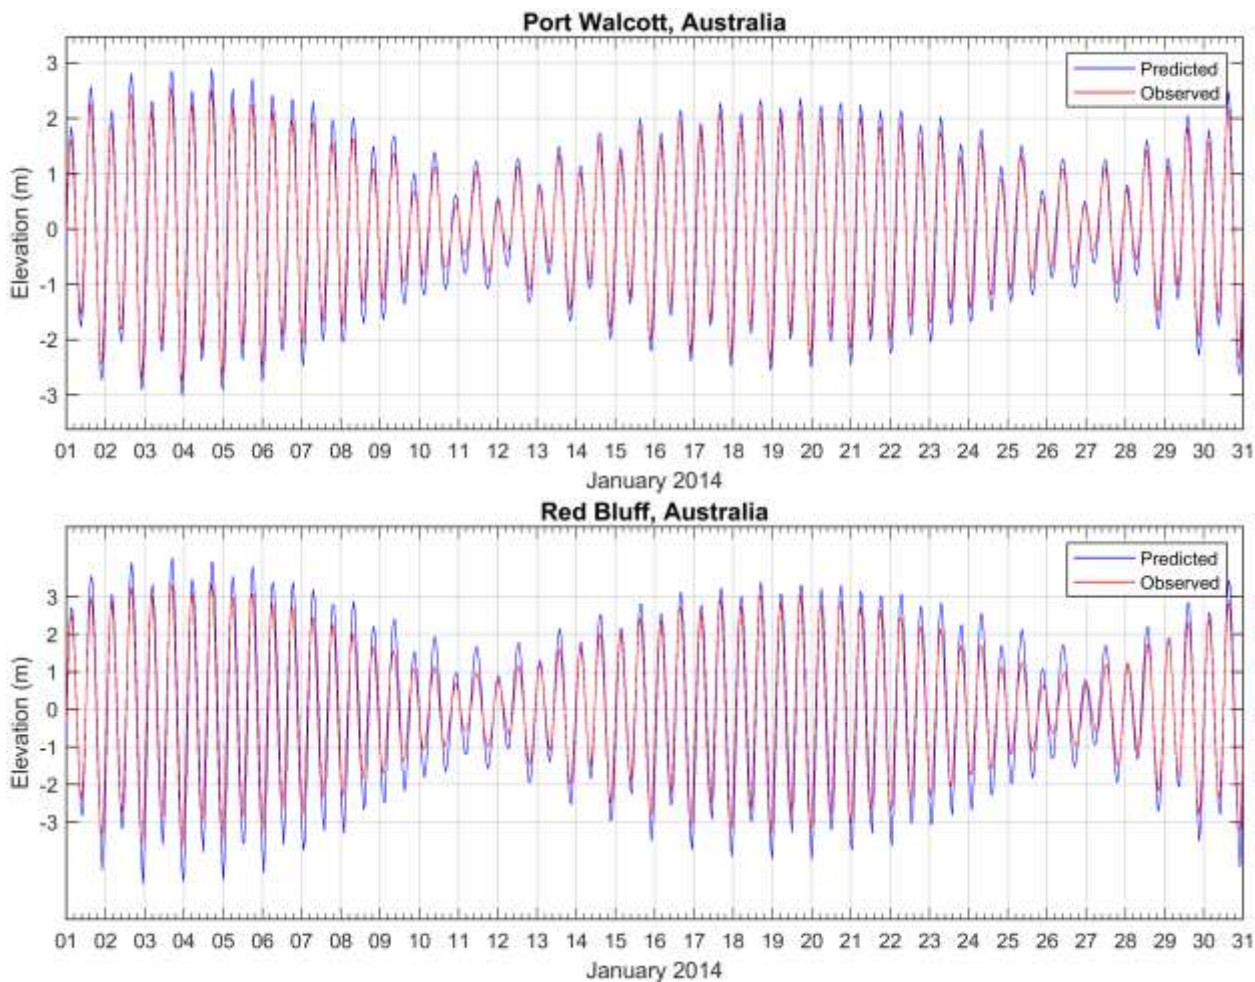 Port Walcott, Australia
Predicted
Observed
Elevation (m)
3
2
1
0
-1
-2
-3
01 02 03 04 05 06 07 08 09 10 11 12 13 14 15 16 17 18 19 20 21 22 23 24 25 26 27 28 29 30 31
January 2014
Red Bluff, Australia
Predicted
Observed
Elevation (m)
3
2
1
0
-1
-2
-3
01 02 03 04 05 06 07 08 09 10 11 12 13 14 15 16 17 18 19 20 21 22 23 24 25 26 27 28 29 30 31
January 2014